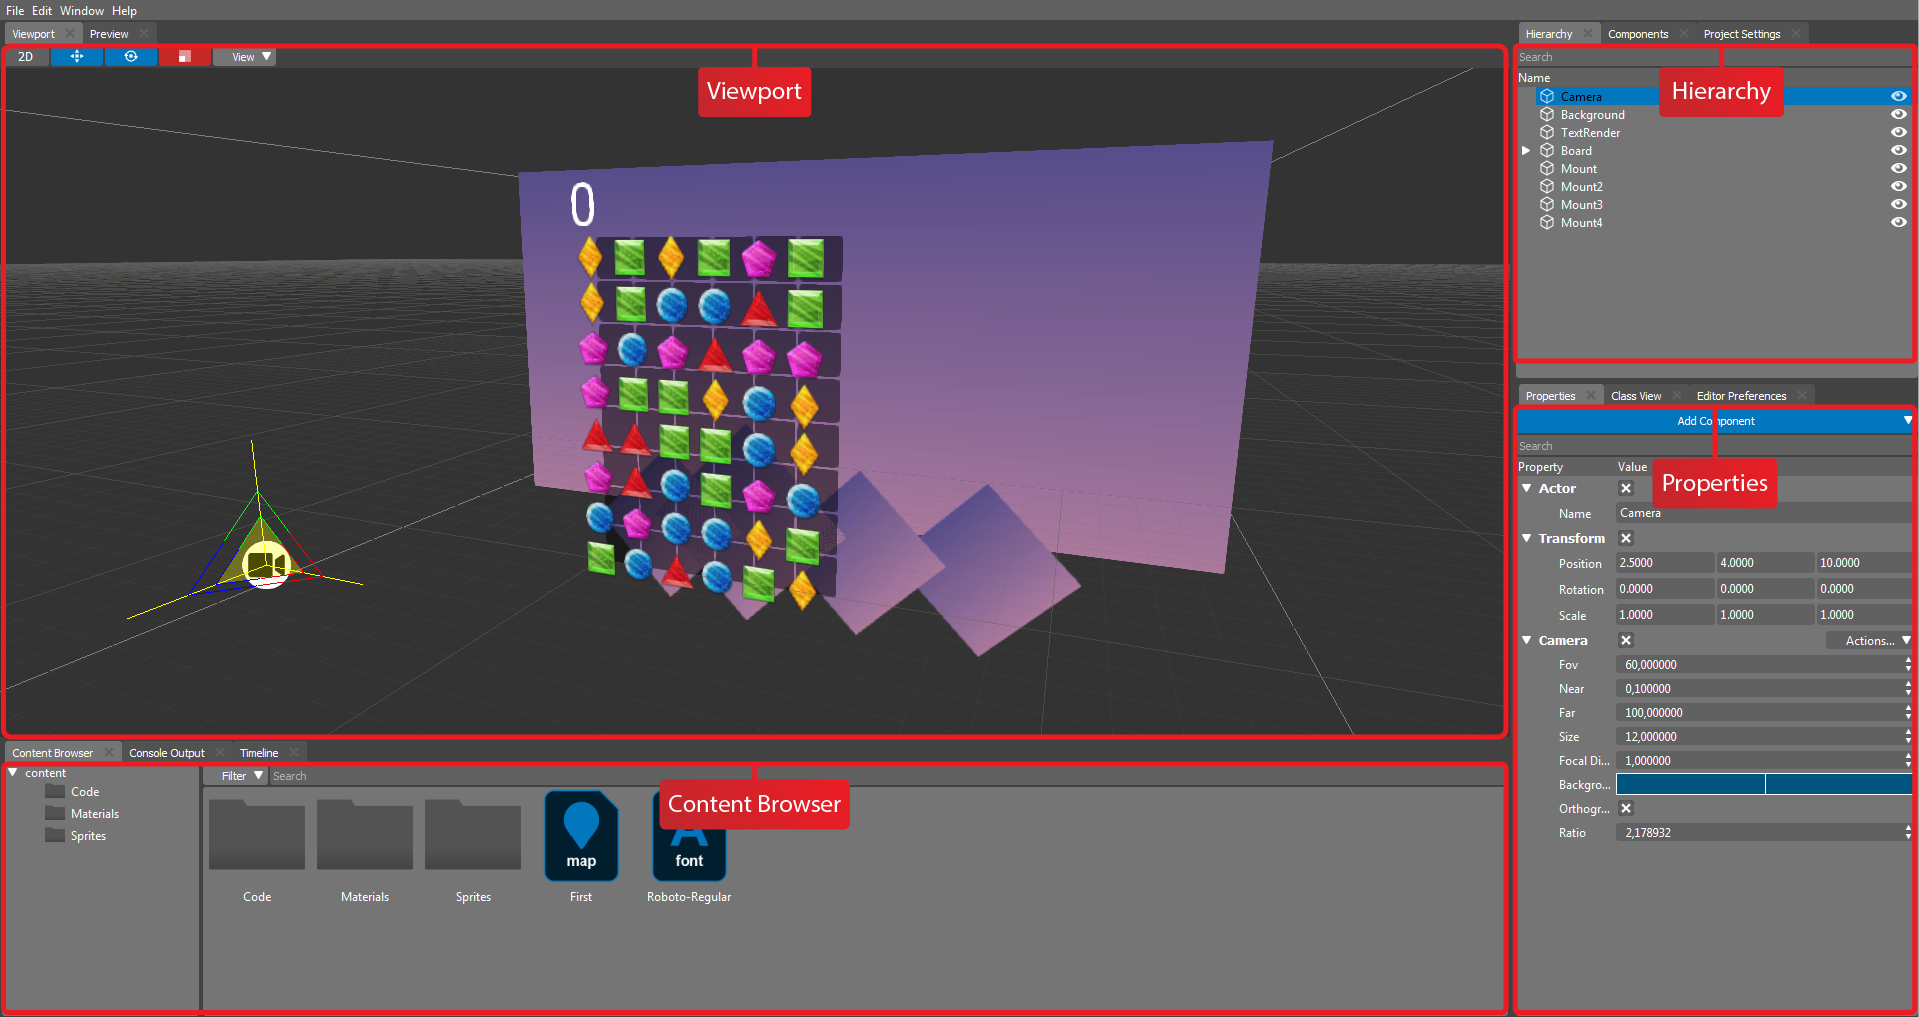 File Edit Window Help
Viewport Preview
2D View
Viewport
0
Hierarchy Components Project Settings
Search
Name
Hierarchy
Camera
Background
TextRender
Board
Mount
Mount2
Mount3
Mount4
Properties Class View Editor Preferences
Add Component
Search
Property Value
Properties
Actor
Name Camera
Transform
Position 2.5000 4.0000 10.0000
Rotation 0.0000 0.0000 0.0000
Scale 1.0000 1.0000 1.0000
Camera Actions...
Fov 60,000000
Near 0,100000
Far 100,000000
Size 12,000000
Focal Di... 1,000000
Backgro...
Orthogr...
Ratio 2,178932
Content Browser Console Output Timeline
content
Code
Materials
Sprites
Filter Search
Content Browser
map
font
Code Materials Sprites First Roboto-Regular